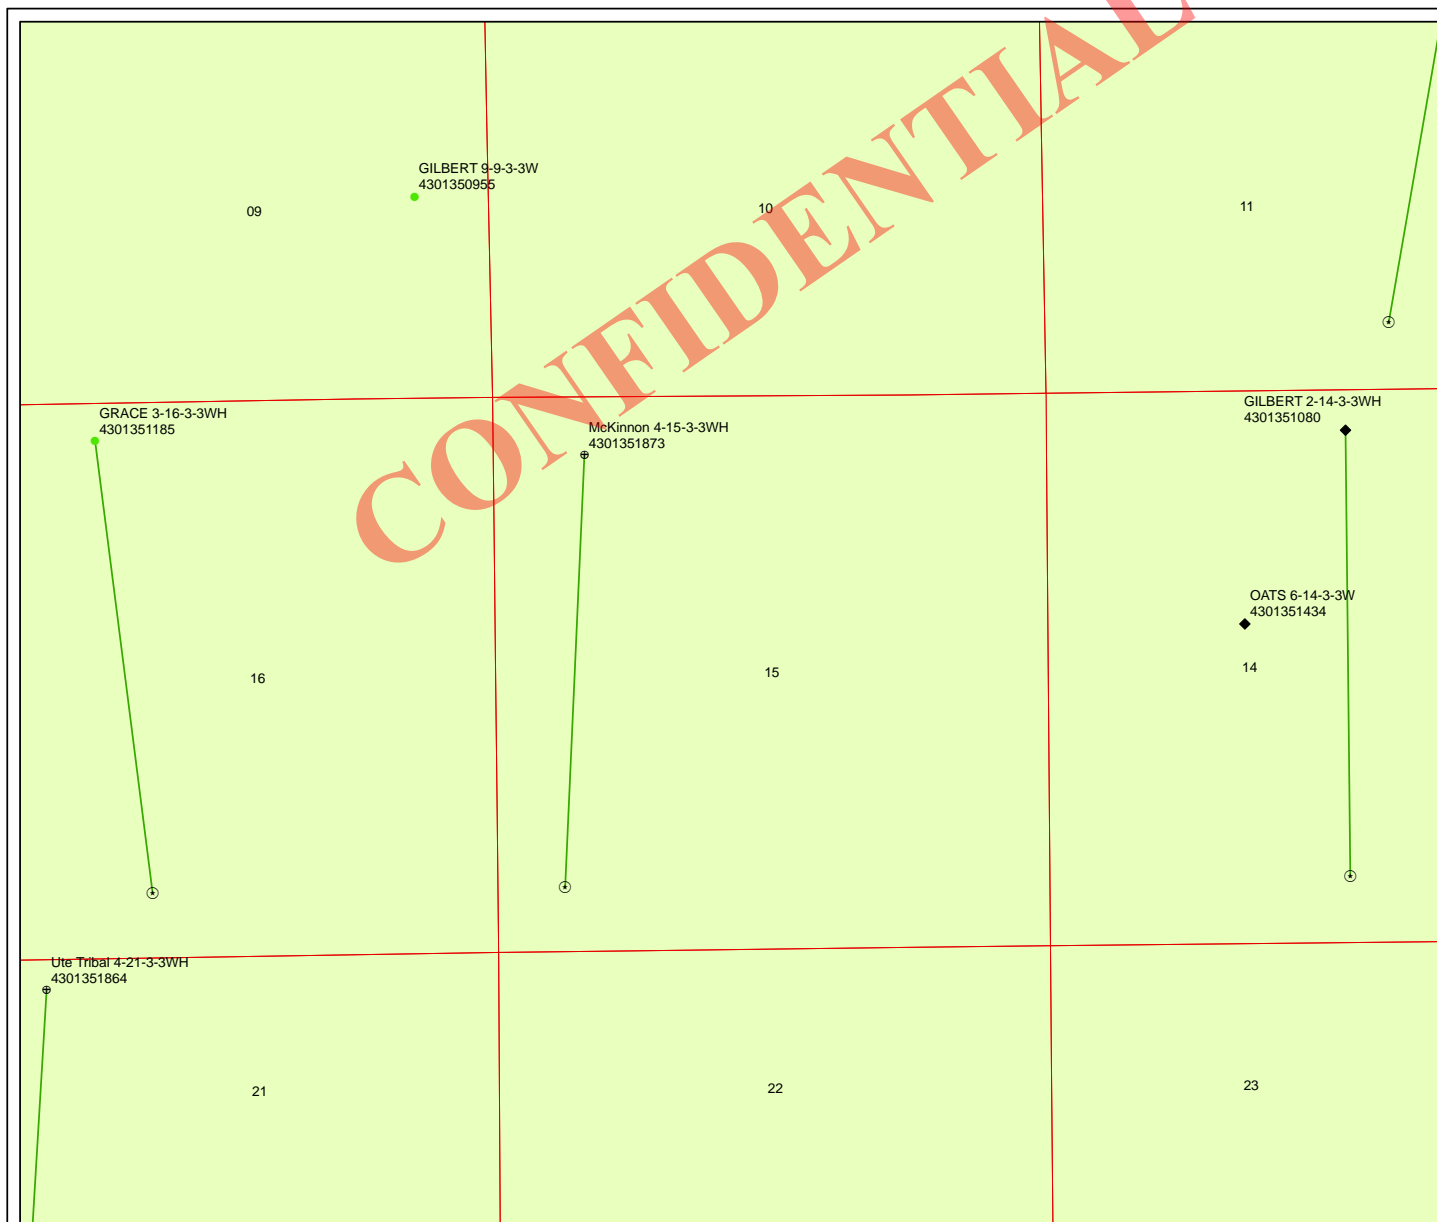 CONFIDENTIAL
GILBERT 9-9-3-3W
4301350955
09
10
11
GRACE 3-16-3-3WH
4301351185
McKinnon 4-15-3-3WH
4301351873
GILBERT 2-14-3-3WH
4301351080
OATS 6-14-3-3W
4301351434
16
15
14
Ute Tribal 4-21-3-3WH
4301351864
21
22
23